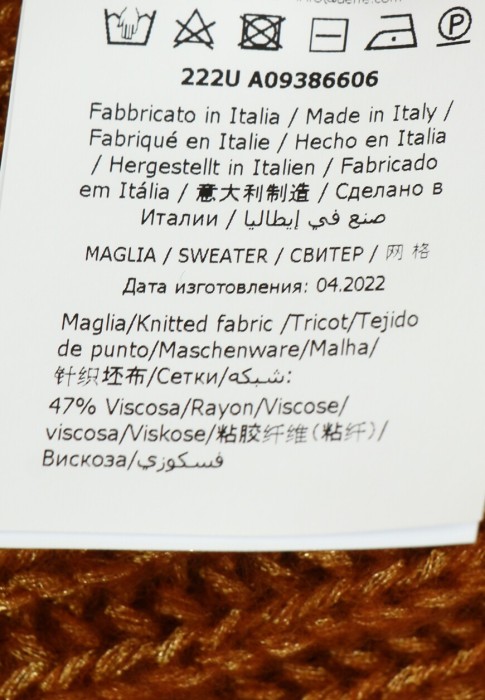 222U A09386606
Fabbricato in Italia / Made in Italy /
Fabriqué en Italie / Hecho en Italia
/ Hergestellt in Italien / Fabricado
em Itália / 意大利制造 / Сделано в
Италии / صنع في إيطاليا
MAGLIA / SWEATER / СВИТЕР / 网 格
Дата изготовления: 04.2022
Maglia/Knitted fabric /Tricot/Tejido
de punto/Maschenware/Malha/
针织坯布/Сетки/شبكه:
47% Viscosa/Rayon/Viscose/
viscosa/Viskose/粘胶纤维(粘纤)/
Вискоза/فسكوزي